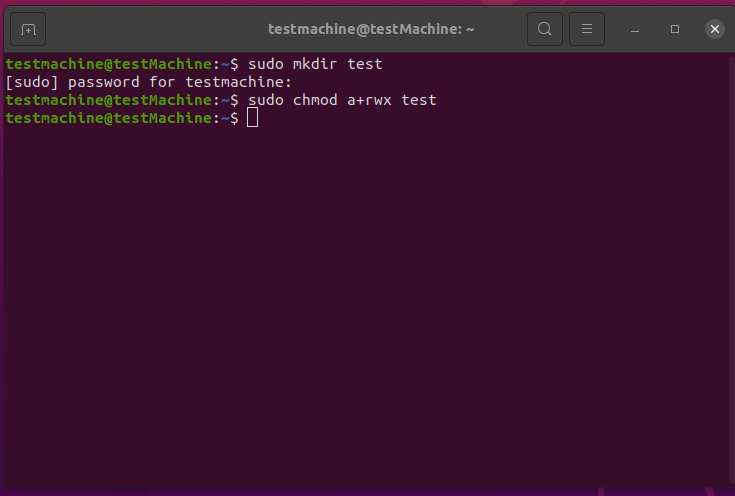 testmachine@testMachine: ~
testmachine@testMachine:~$ sudo mkdir test
[sudo] password for testmachine:
testmachine@testMachine:~$ sudo chmod a+rwx test
testmachine@testMachine:~$